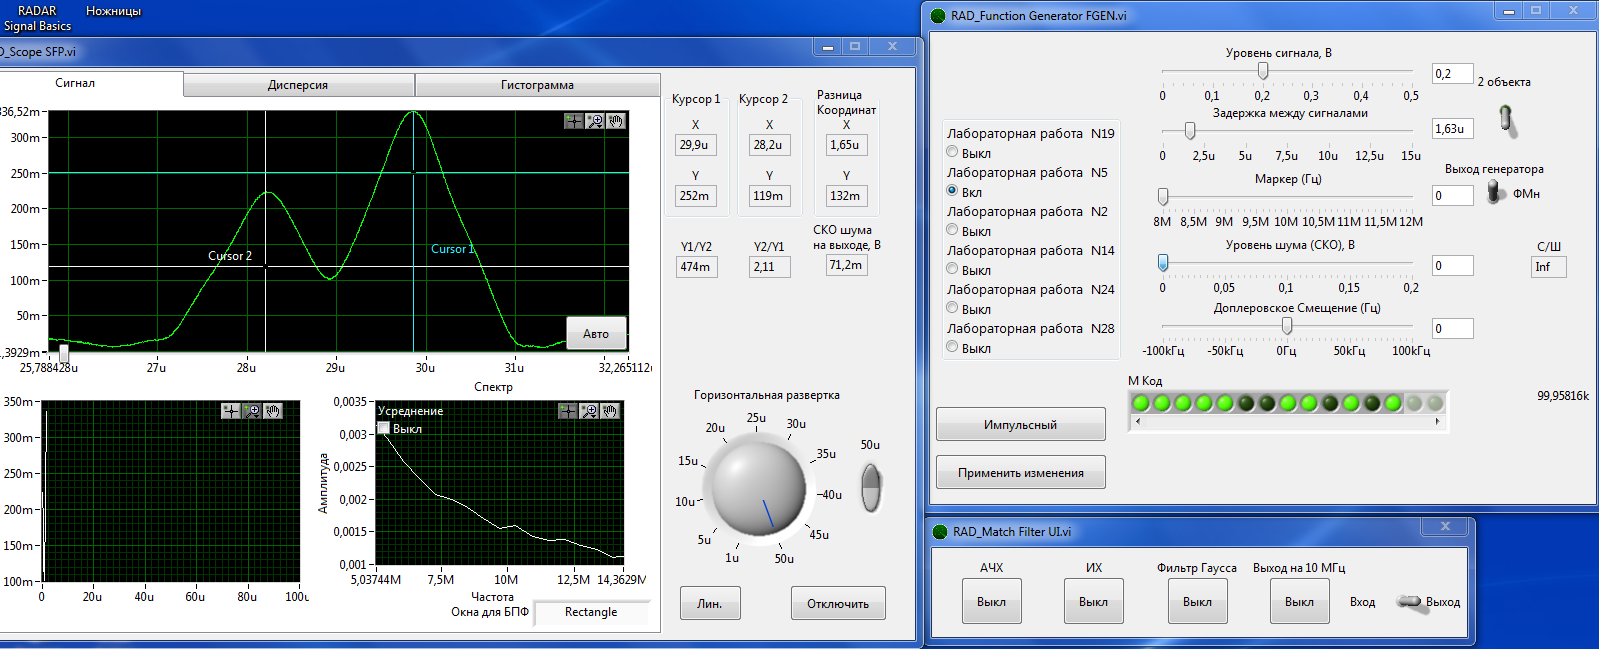 RADAR
Signal Basics
Ножницы
D_Scope SFP.vi
Сигнал
Дисперсия
Гистограмма
336,52m
300m
250m
200m
150m
100m
50m
,3929m
25,788428u
27u
28u
29u
30u
31u
32,265112u
Cursor 2
Cursor 1
Авто
Курсор 1
X
29,9u
Y
252m
Курсор 2
X
28,2u
Y
119m
Разница
Координат
X
1,65u
Y
132m
Y1/Y2
474m
Y2/Y1
2,11
СКО шума
на выходе, В
71,2m
Спектр
350m
300m
250m
200m
150m
100m
0
20u
40u
60u
80u
100u
Усреднение
Выкл
Амплитуда
0,0035
0,003
0,0025
0,002
0,0015
0,001
5,03744M
7,5M
10M
12,5M
14,3629M
Частота
Окна для БПФ
Rectangle
Горизонтальная развертка
1u
5u
10u
15u
20u
25u
30u
35u
40u
45u
50u
50u
Лин.
Отключить
RAD_Function Generator FGEN.vi
Лабораторная работа N19
Выкл
Лабораторная работа N5
Вкл
Лабораторная работа N2
Выкл
Лабораторная работа N14
Выкл
Лабораторная работа N24
Выкл
Лабораторная работа N28
Выкл
Импульсный
Применить изменения
Уровень сигнала, В
0 0,1 0,2 0,3 0,4 0,5
0,2
2 объекта
Задержка между сигналами
0 2,5u 5u 7,5u 10u 12,5u 15u
1,63u
Маркер (Гц)
8M 8,5M 9M 9,5M 10M 10,5M 11M 11,5M 12M
0
Выход генератора
ФМн
Уровень шума (СКО), В
0 0,05 0,1 0,15 0,2
0
С/Ш
Inf
Доплеровское Смещение (Гц)
-100кГц -50кГц 0Гц 50кГц 100кГц
0
М Код
99,95816k
RAD_Match Filter UI.vi
АЧХ
Выкл
ИХ
Выкл
Фильтр Гаусса
Выкл
Выход на 10 МГц
Выкл
Вход
Выход